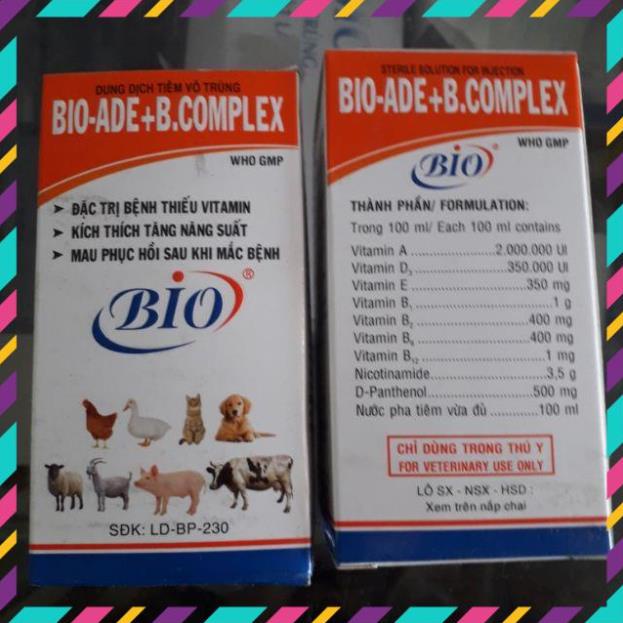 DUNG DỊCH TIÊM VÔ TRÙNG
BIO-ADE+B.COMPLEX
WHO GMP
➤ ĐẶC TRỊ BỆNH THIẾU VITAMIN
➤ KÍCH THÍCH TĂNG NĂNG SUẤT
➤ MAU PHỤC HỒI SAU KHI MẮC BỆNH
BIO®
SĐK: LD-BP-230
STERILE SOLUTION FOR INJECTION
BIO-ADE+B.COMPLEX
WHO GMP
BIO®
THÀNH PHẦN/ FORMULATION:
Trong 100 ml/ Each 100 ml contains
Vitamin A ..................2.000.000 UI
Vitamin D₃ ..................350.000 UI
Vitamin E ..................350 mg
Vitamin B₁ ..................1 g
Vitamin B₂ ..................400 mg
Vitamin B₆ ..................400 mg
Vitamin B₁₂ ..................1 mg
Nicotinamide..................3,5 g
D-Panthenol..................500 mg
Nước pha tiêm vừa đủ ............100 ml
CHỈ DÙNG TRONG THÚ Y
FOR VETERINARY USE ONLY
LÔ SX - NSX - HSD :
Xem trên nắp chai